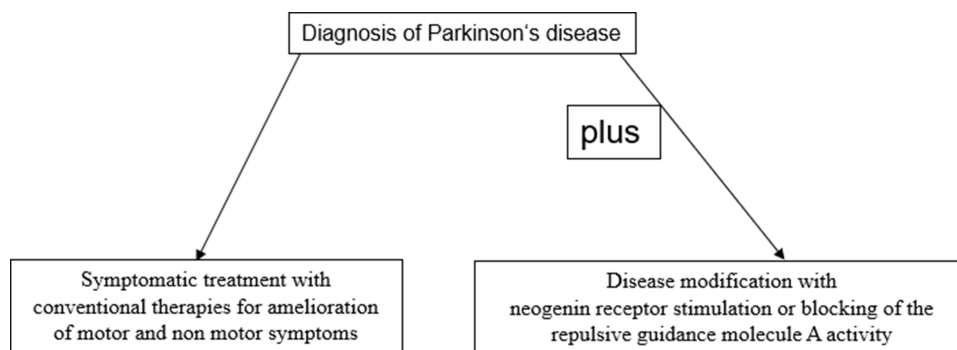 Diagnosis of Parkinson‘s disease
plus
Symptomatic treatment with
conventional therapies for amelioration
of motor and non motor symptoms
Disease modification with
neogenin receptor stimulation or blocking of the
repulsive guidance molecule A activity